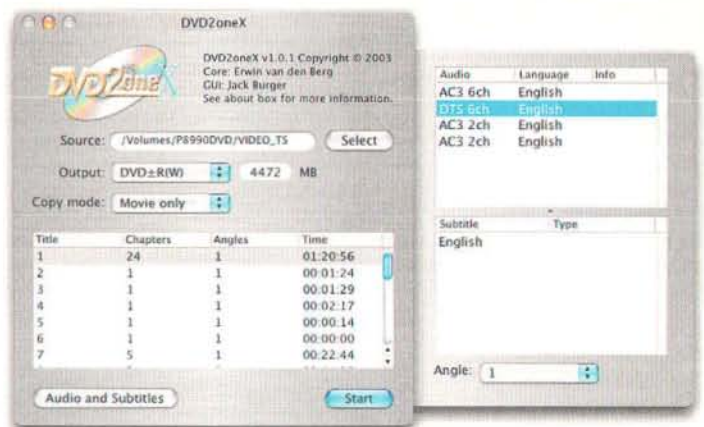 DVD2oneX
DVD2oneX
DVD2oneX v1.0.1 Copyright © 2003
Core: Erwin van den Berg
GUI: Jack Burger
See about box for more information.
Source: /Volumes/P8990DVD/VIDEO_TS Select
Output: DVD±R(W) 4472 MB
Copy mode: Movie only
Title Chapters Angles Time
1 24 1 01:20:56
2 1 1 00:01:24
3 1 1 00:01:29
4 1 1 00:02:17
5 1 1 00:00:14
6 1 1 00:00:00
7 5 1 00:22:44
Audio and Subtitles Start
Audio Language Info
AC3 6ch English
DTS 6ch English
AC3 2ch English
AC3 2ch English
Subtitle Type
English
Angle: 1